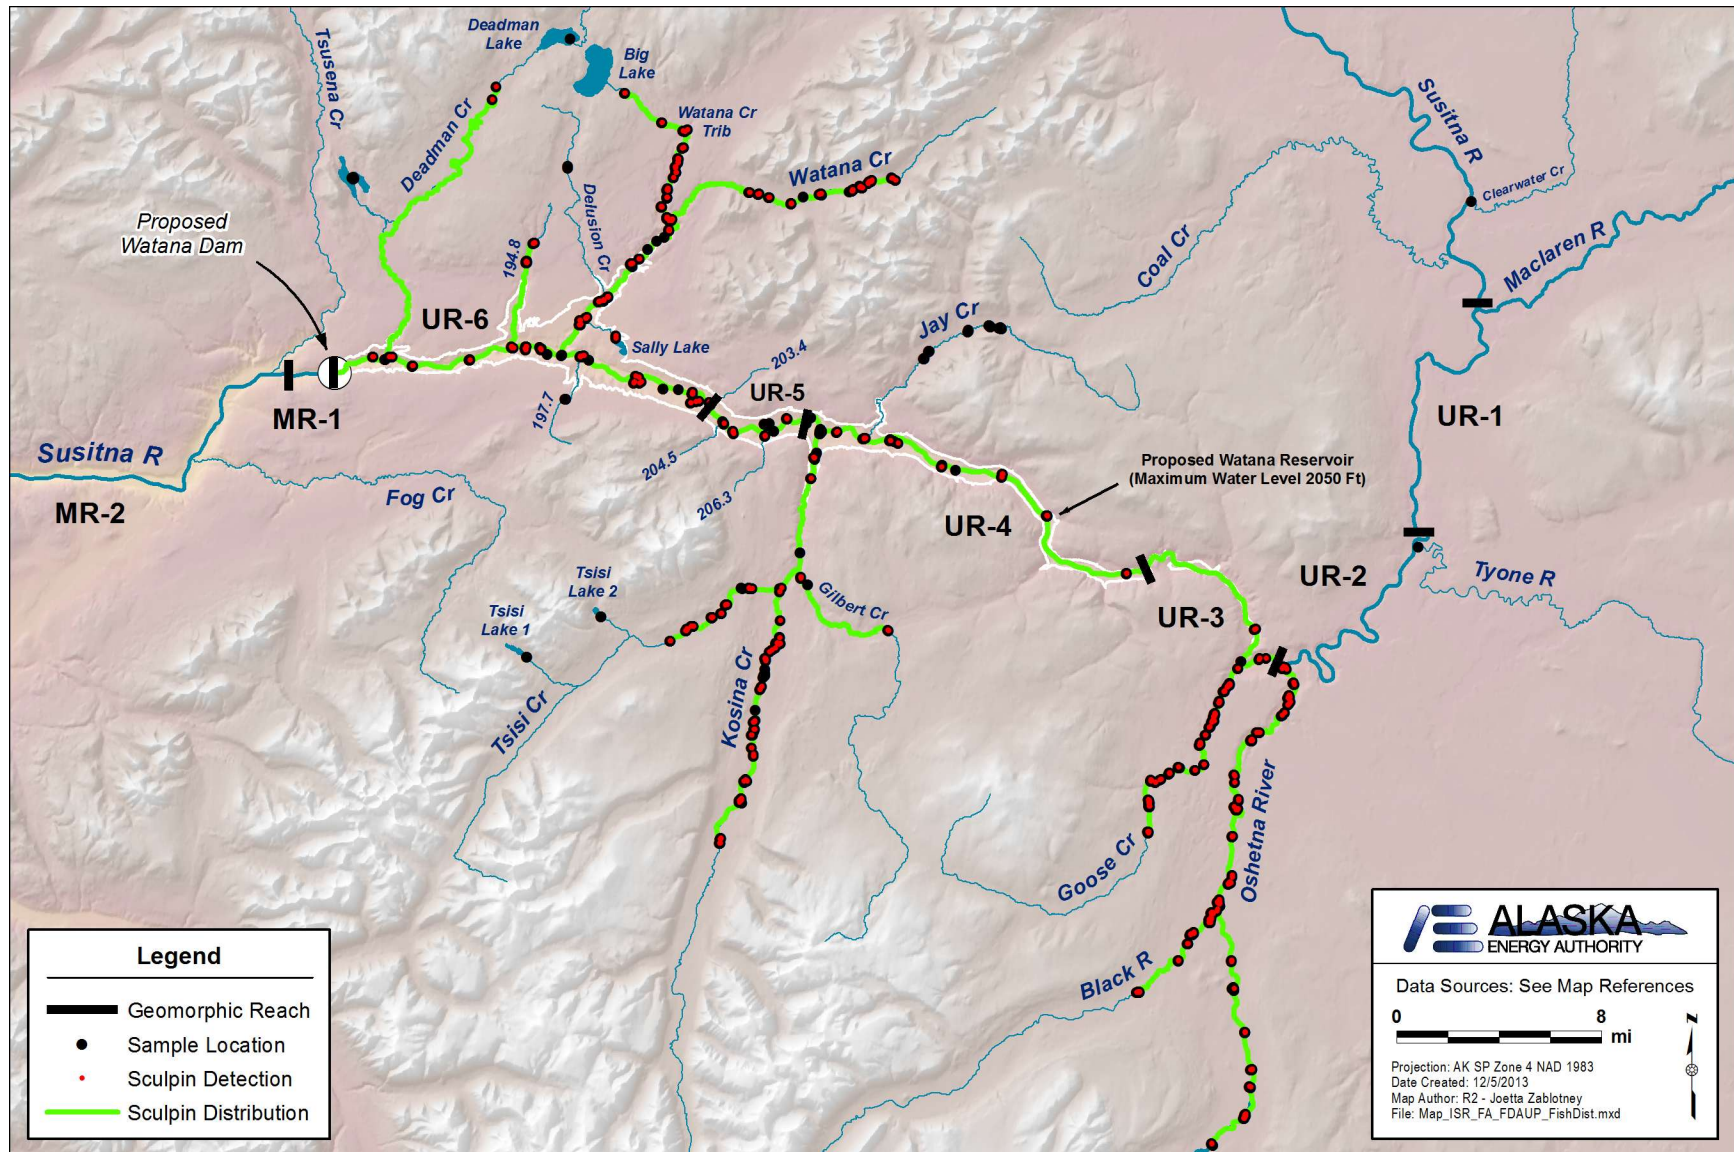 Deadman
Lake
Big
Lake
Tsusena Cr
Deadman Cr
Watana Cr
Trib
Watana Cr
Susitna R
Clearwater Cr
Proposed
Watana Dam
Delusion Cr
194.8
Coal Cr
Maclaren R
UR-6
Jay Cr
Sally Lake
203.4
UR-5
MR-1
197.7
UR-1
Susitna R
204.5
Proposed Watana Reservoir
(Maximum Water Level 2050 Ft)
MR-2
Fog Cr
206.3
UR-4
Tsisi
Lake 2
Gilbert Cr
UR-2
Tyone R
Tsisi
Lake 1
UR-3
Kosina Cr
Tsisi Cr
Goose Cr
Oshetna River
Black R
Legend
Geomorphic Reach
Sample Location
Sculpin Detection
Sculpin Distribution
ALASKA
ENERGY AUTHORITY
Data Sources: See Map References
0 8
mi
Z
Projection: AK SP Zone 4 NAD 1983
Date Created: 12/5/2013
Map Author: R2 - Joetta Zablotney
File: Map_ISR_FA_FDAUP_FishDist.mxd